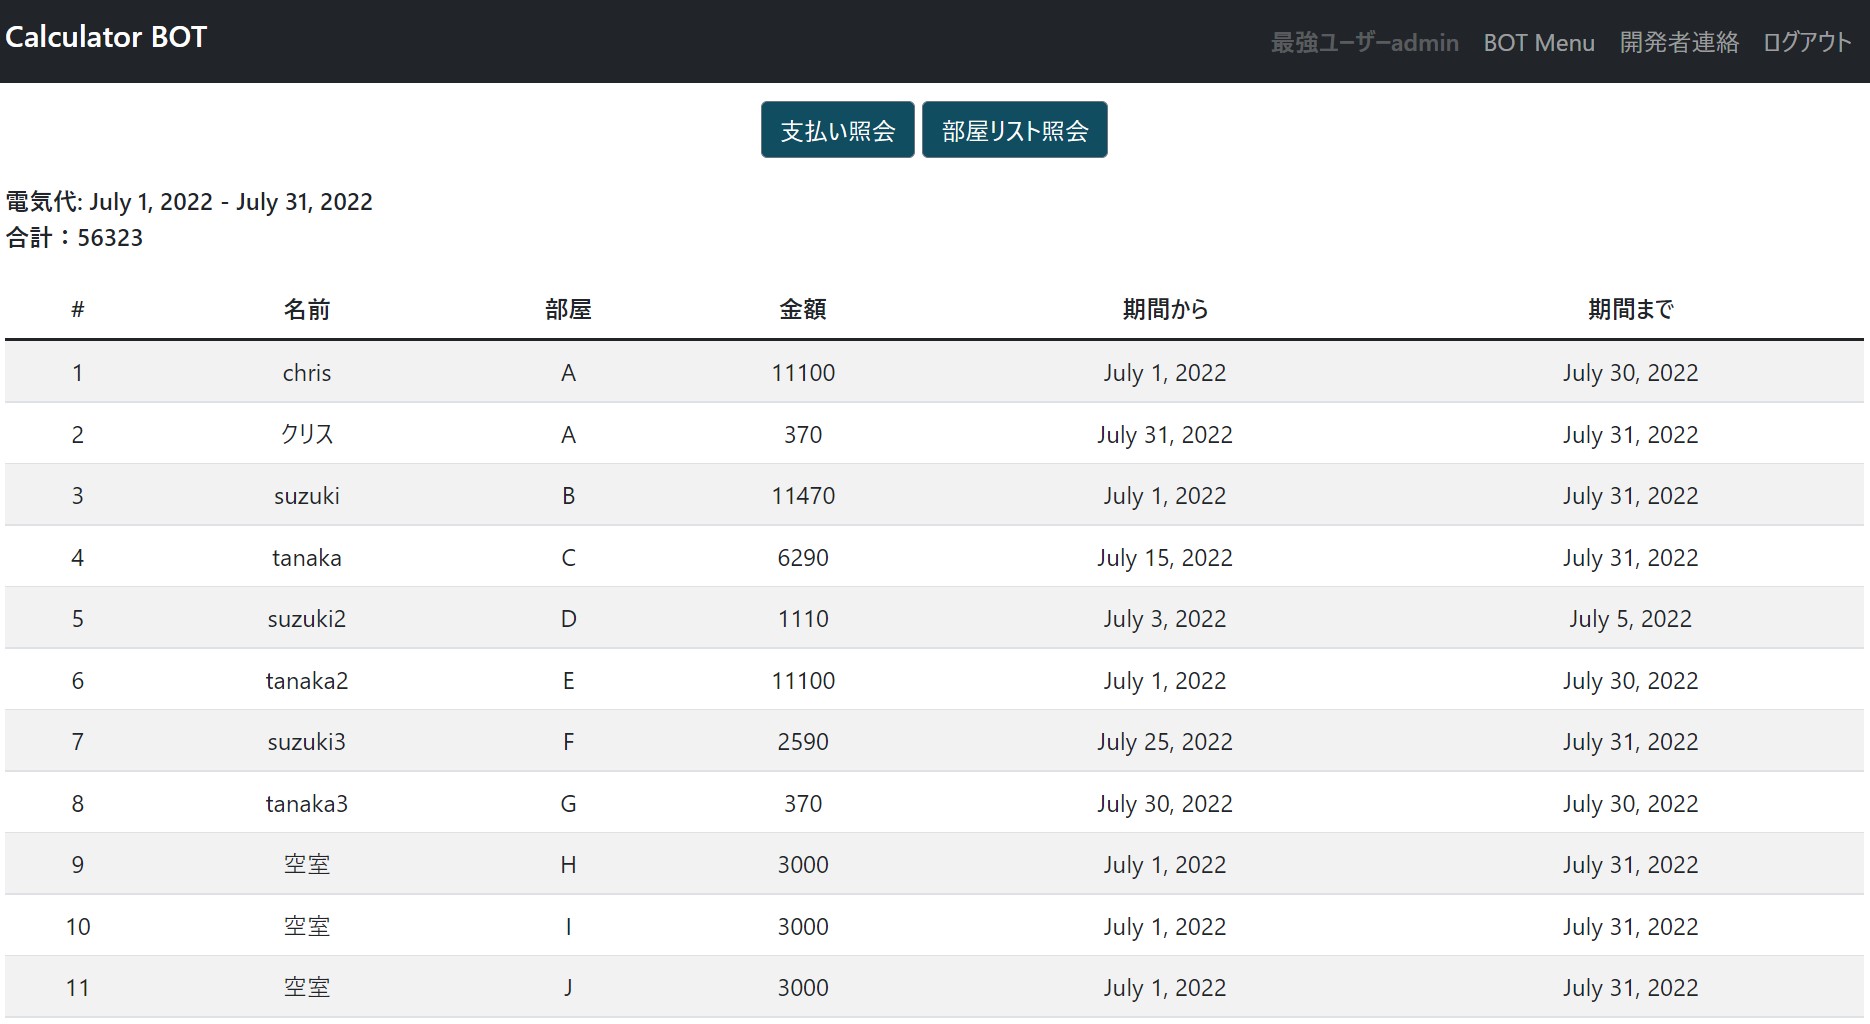 Calculator BOT
最強ユーザーadmin BOT Menu 開発者連絡 ログアウト
支払い照会 部屋リスト照会
電気代: July 1, 2022 - July 31, 2022
合計：56323
# 名前 部屋 金額 期間から 期間まで
1 chris A 11100 July 1, 2022 July 30, 2022
2 クリス A 370 July 31, 2022 July 31, 2022
3 suzuki B 11470 July 1, 2022 July 31, 2022
4 tanaka C 6290 July 15, 2022 July 31, 2022
5 suzuki2 D 1110 July 3, 2022 July 5, 2022
6 tanaka2 E 11100 July 1, 2022 July 30, 2022
7 suzuki3 F 2590 July 25, 2022 July 31, 2022
8 tanaka3 G 370 July 30, 2022 July 30, 2022
9 空室 H 3000 July 1, 2022 July 31, 2022
10 空室 I 3000 July 1, 2022 July 31, 2022
11 空室 J 3000 July 1, 2022 July 31, 2022